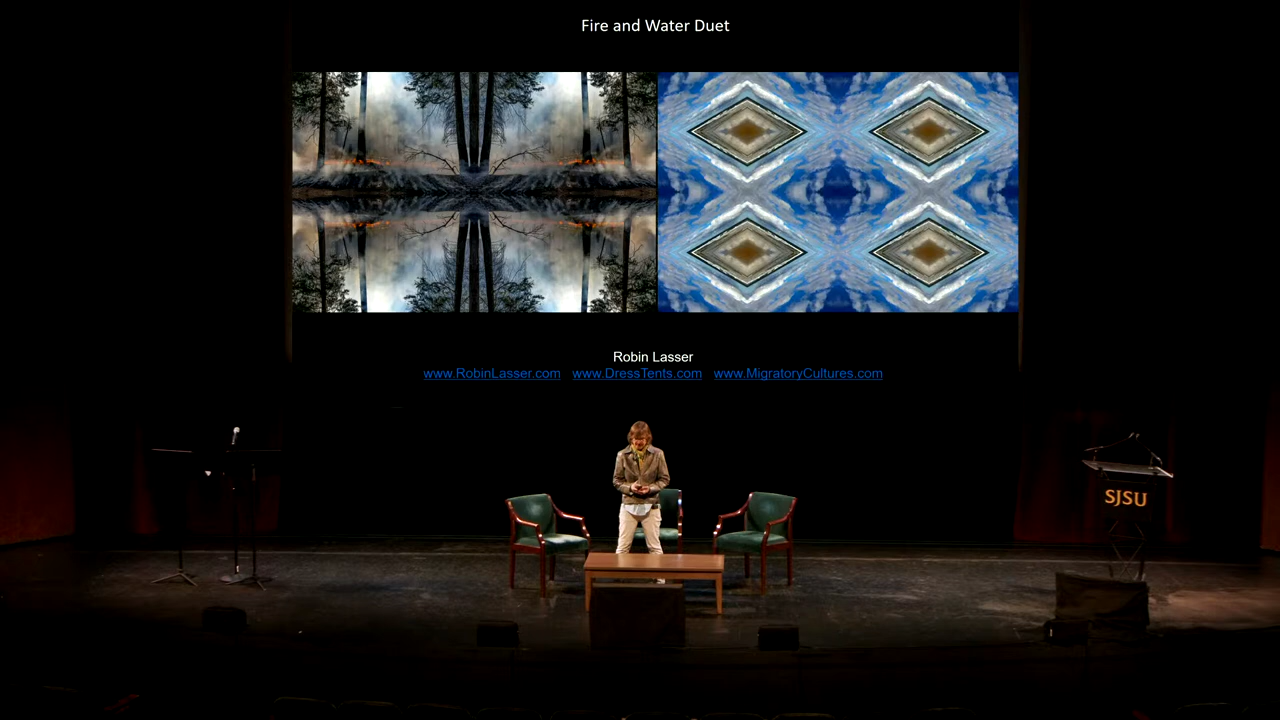 Fire and Water Duet
Robin Lasser
www.RobinLasser.com www.DressTents.com www.MigratoryCultures.com
SJSU